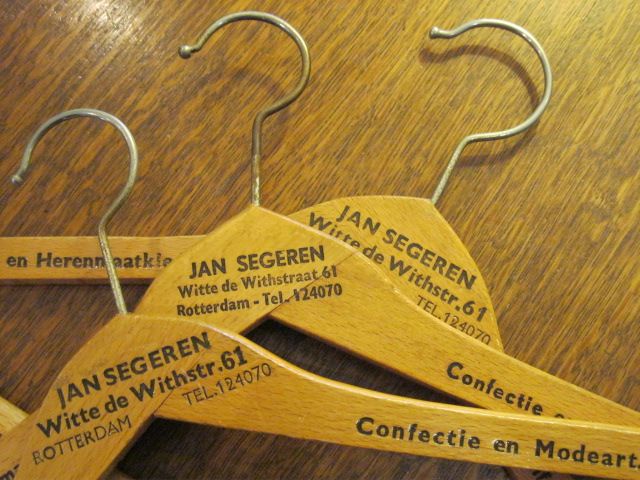 en Herenmaatkle
JAN SEGEREN
Witte de Withstraat 61
Rotterdam - Tel. 124070
JAN SEGEREN
Witte de Withstr. 61
TEL. 124070
Confectie
JAN SEGEREN
Witte de Withstr. 61
ROTTERDAM
TEL. 124070
Confectie en Modeart